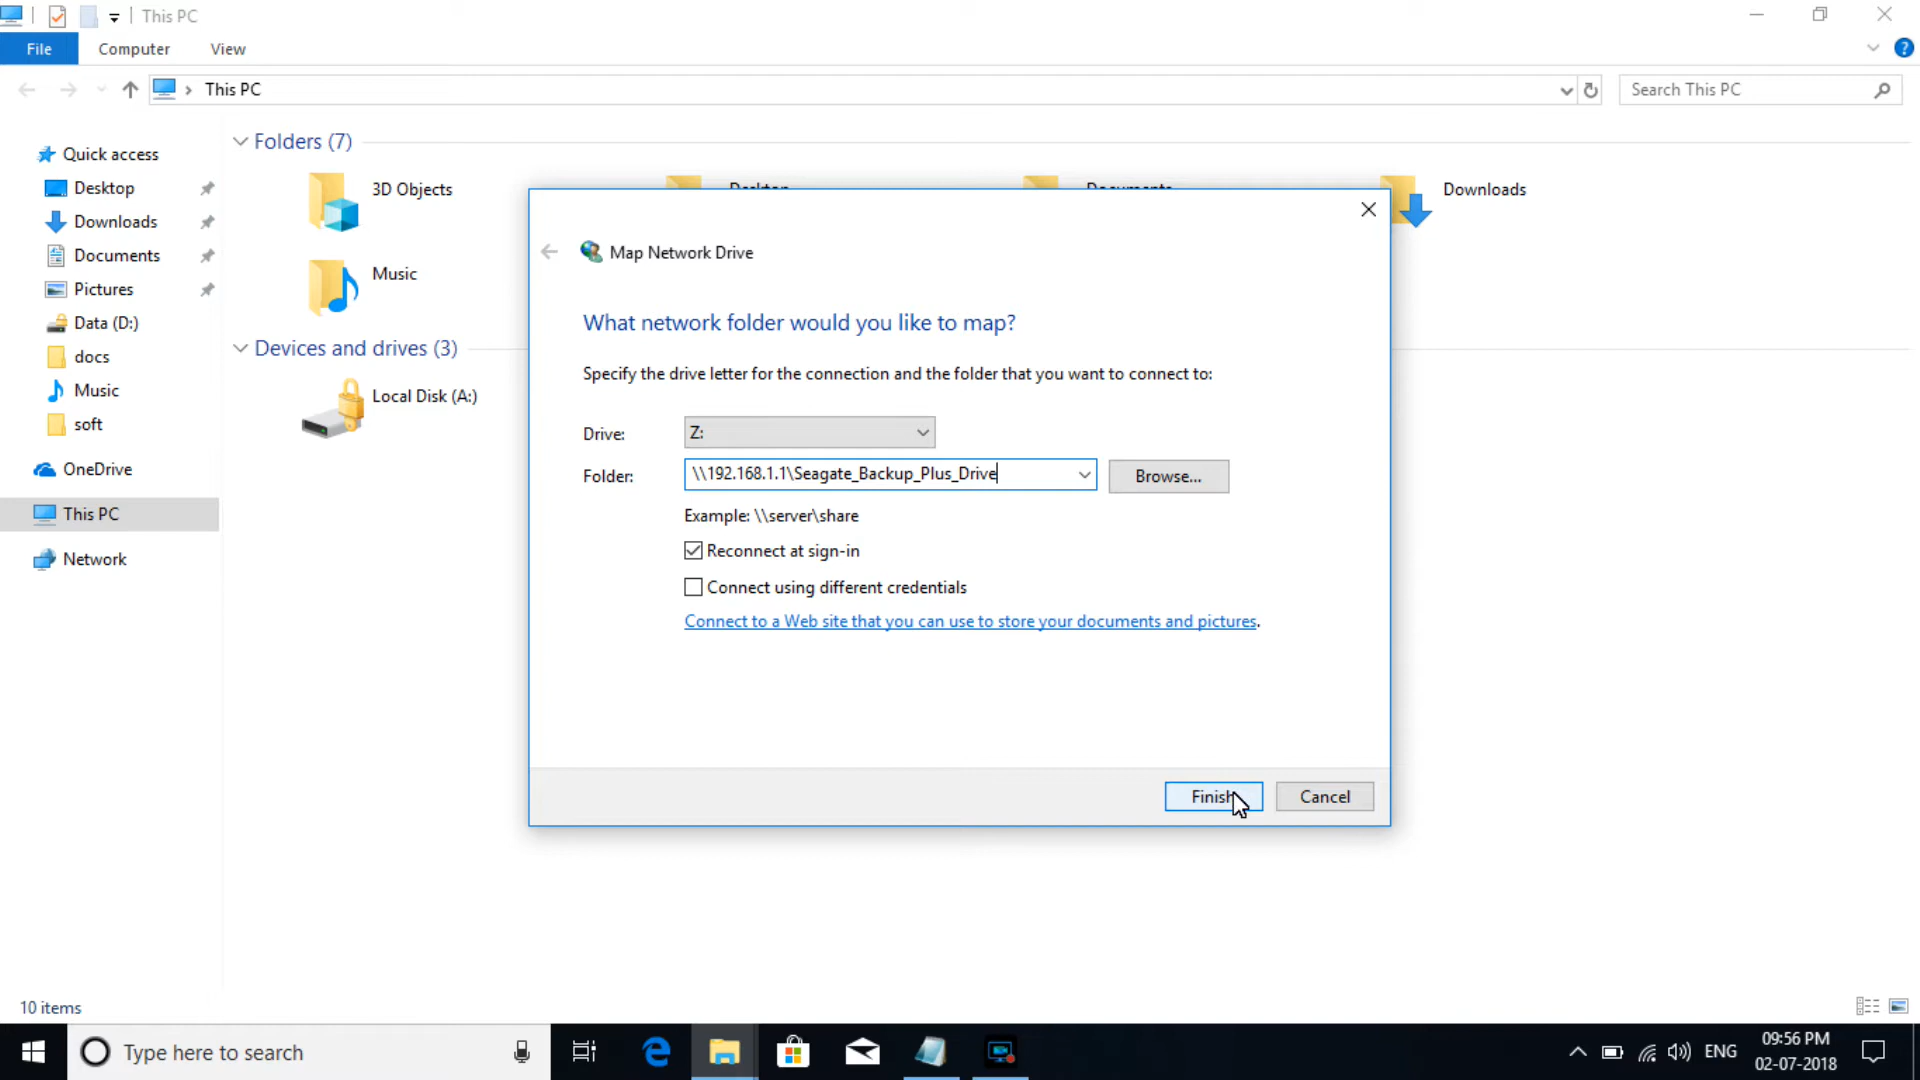 This PC
File Computer View
This PC
Search This PC
Quick access
Desktop
Downloads
Documents
Pictures
Data (D:)
docs
Music
soft
OneDrive
This PC
Network
Folders (7)
3D Objects
Desktop
Documents
Downloads
Music
Devices and drives (3)
Local Disk (A:)
Map Network Drive
What network folder would you like to map?
Specify the drive letter for the connection and the folder that you want to connect to:
Drive: Z:
Folder: \\192.168.1.1\Seagate_Backup_Plus_Drive Browse...
Example: \\server\share
Reconnect at sign-in
Connect using different credentials
Connect to a Web site that you can use to store your documents and pictures.
Finish Cancel
10 items
Type here to search
ENG
09:56 PM
02-07-2018